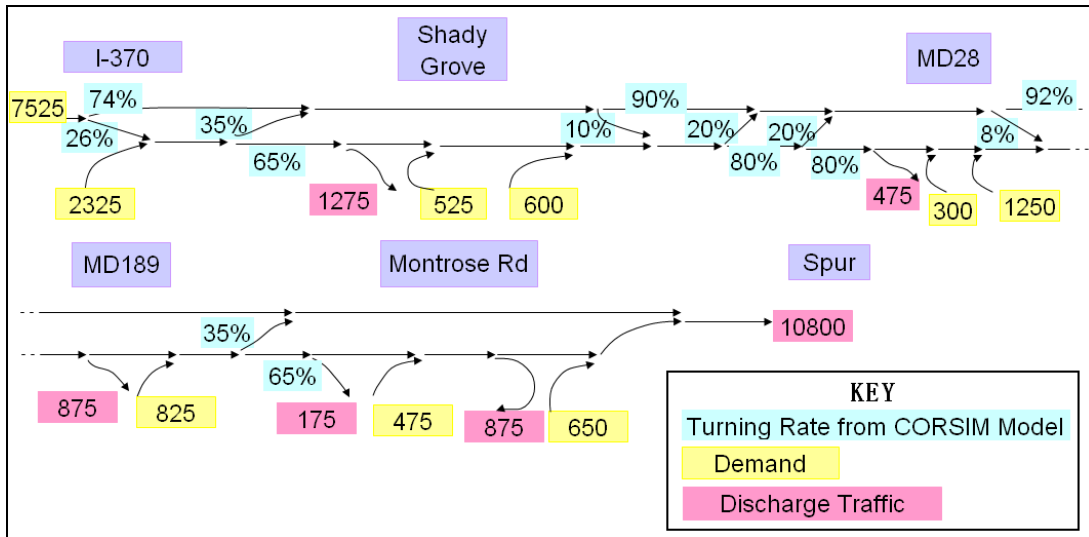 I-370
Shady
Grove
MD28
7525
74%
90%
92%
26%
35%
10%
20%
20%
8%
65%
80%
80%
2325
1275
525
600
475
300
1250
MD189
Montrose Rd
Spur
35%
10800
65%
875
825
175
475
875
650
KEY
Turning Rate from CORSIM Model
Demand
Discharge Traffic